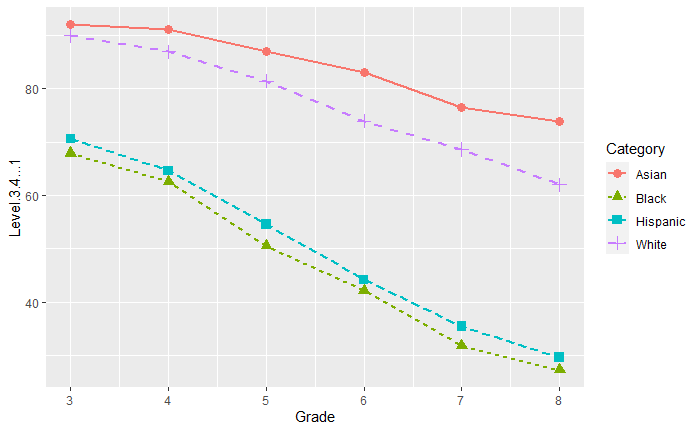 Level.3.4...1
80
60
40
3 4 5 6 7 8
Grade
Category
Asian
Black
Hispanic
White